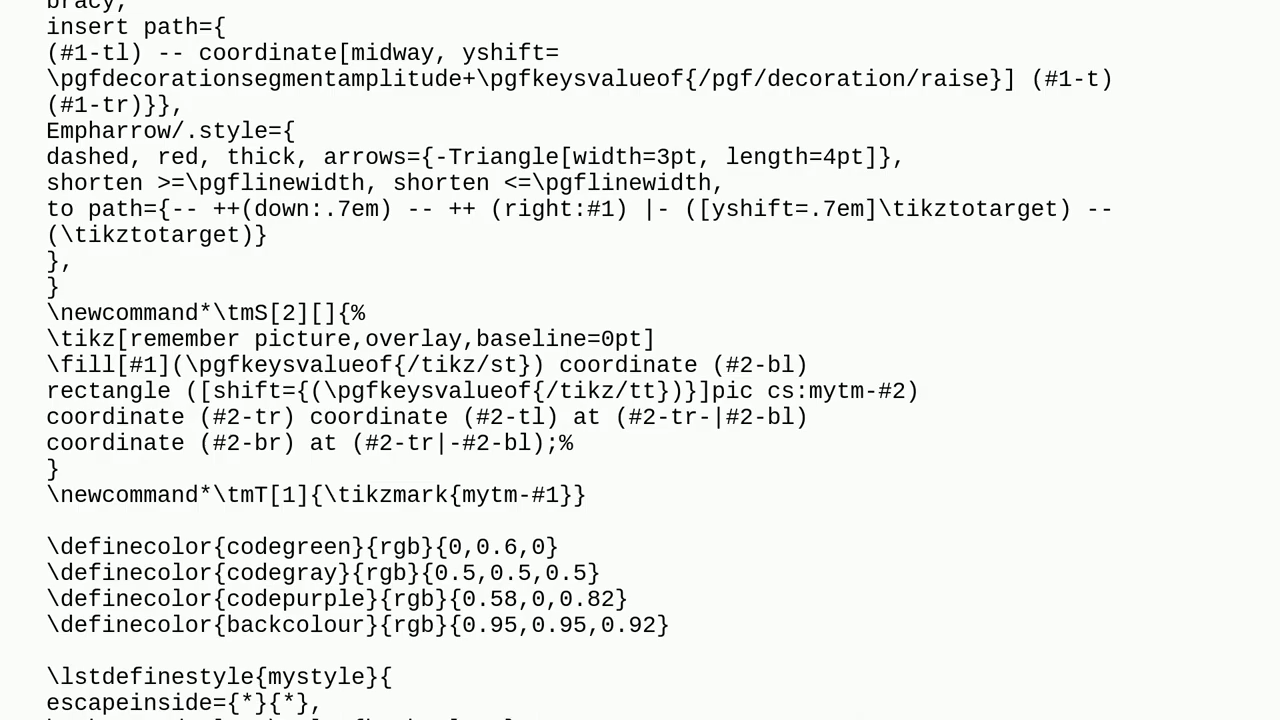 bracy,
insert path={
(#1-tl) -- coordinate[midway, yshift=
\pgfdecorationsegmentamplitude+\pgfkeysvalueof{/pgf/decoration/raise}] (#1-t)
(#1-tr)}},
Empharrow/.style={
dashed, red, thick, arrows={-Triangle[width=3pt, length=4pt]},
shorten >=\pgflinewidth, shorten <=\pgflinewidth,
to path={-- ++(down:.7em) -- ++ (right:#1) |- ([yshift=.7em]\tikztotarget) --
(\tikztotarget)}
},
}
\newcommand*\tmS[2][]{%
\tikz[remember picture,overlay,baseline=0pt]
\fill[#1](\pgfkeysvalueof{/tikz/st}) coordinate (#2-bl)
rectangle ([shift={(\pgfkeysvalueof{/tikz/tt})}]pic cs:mytm-#2)
coordinate (#2-tr) coordinate (#2-tl) at (#2-tr-|#2-bl)
coordinate (#2-br) at (#2-tr|-#2-bl);%
}
\newcommand*\tmT[1]{\tikzmark{mytm-#1}}
\definecolor{codegreen}{rgb}{0,0.6,0}
\definecolor{codegray}{rgb}{0.5,0.5,0.5}
\definecolor{codepurple}{rgb}{0.58,0,0.82}
\definecolor{backcolour}{rgb}{0.95,0.95,0.92}
\lstdefinestyle{mystyle}{
escapeinside={*}{*},